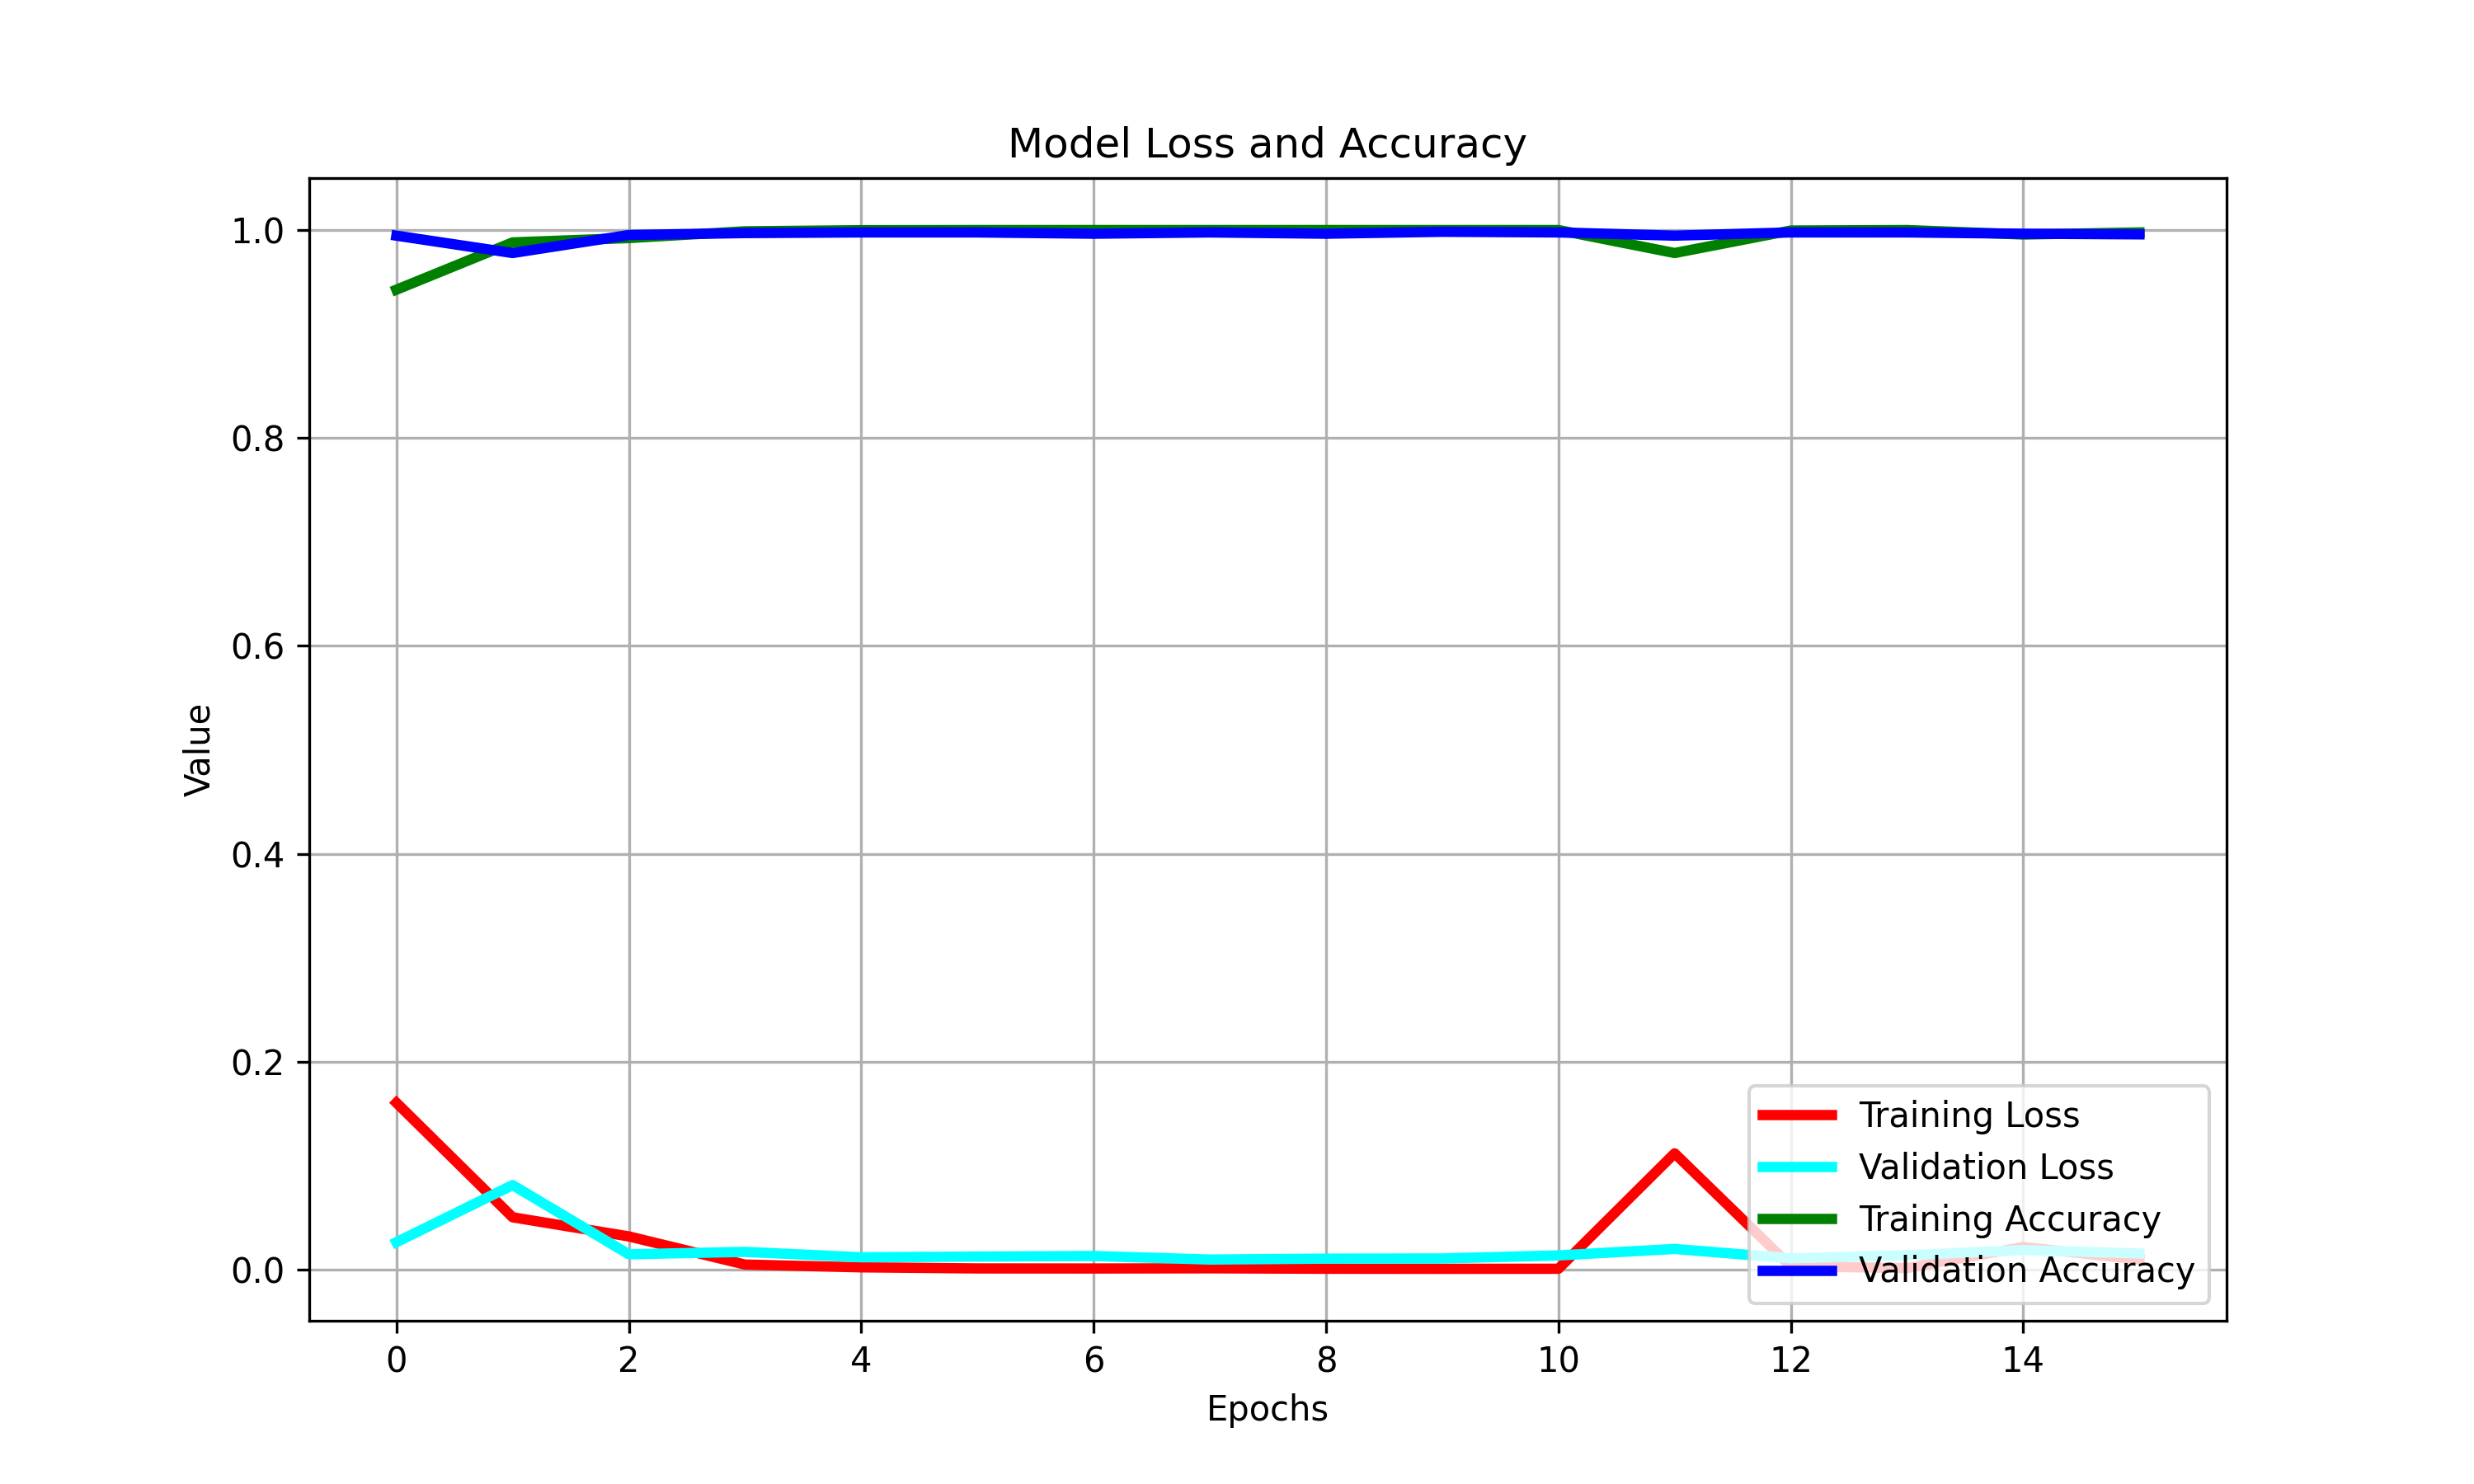 Model Loss and Accuracy
1.0
0.8
0.6
0.4
0.2
0.0
Value
Training Loss
Validation Loss
Training Accuracy
Validation Accuracy
0 2 4 6 8 10 12 14
Epochs